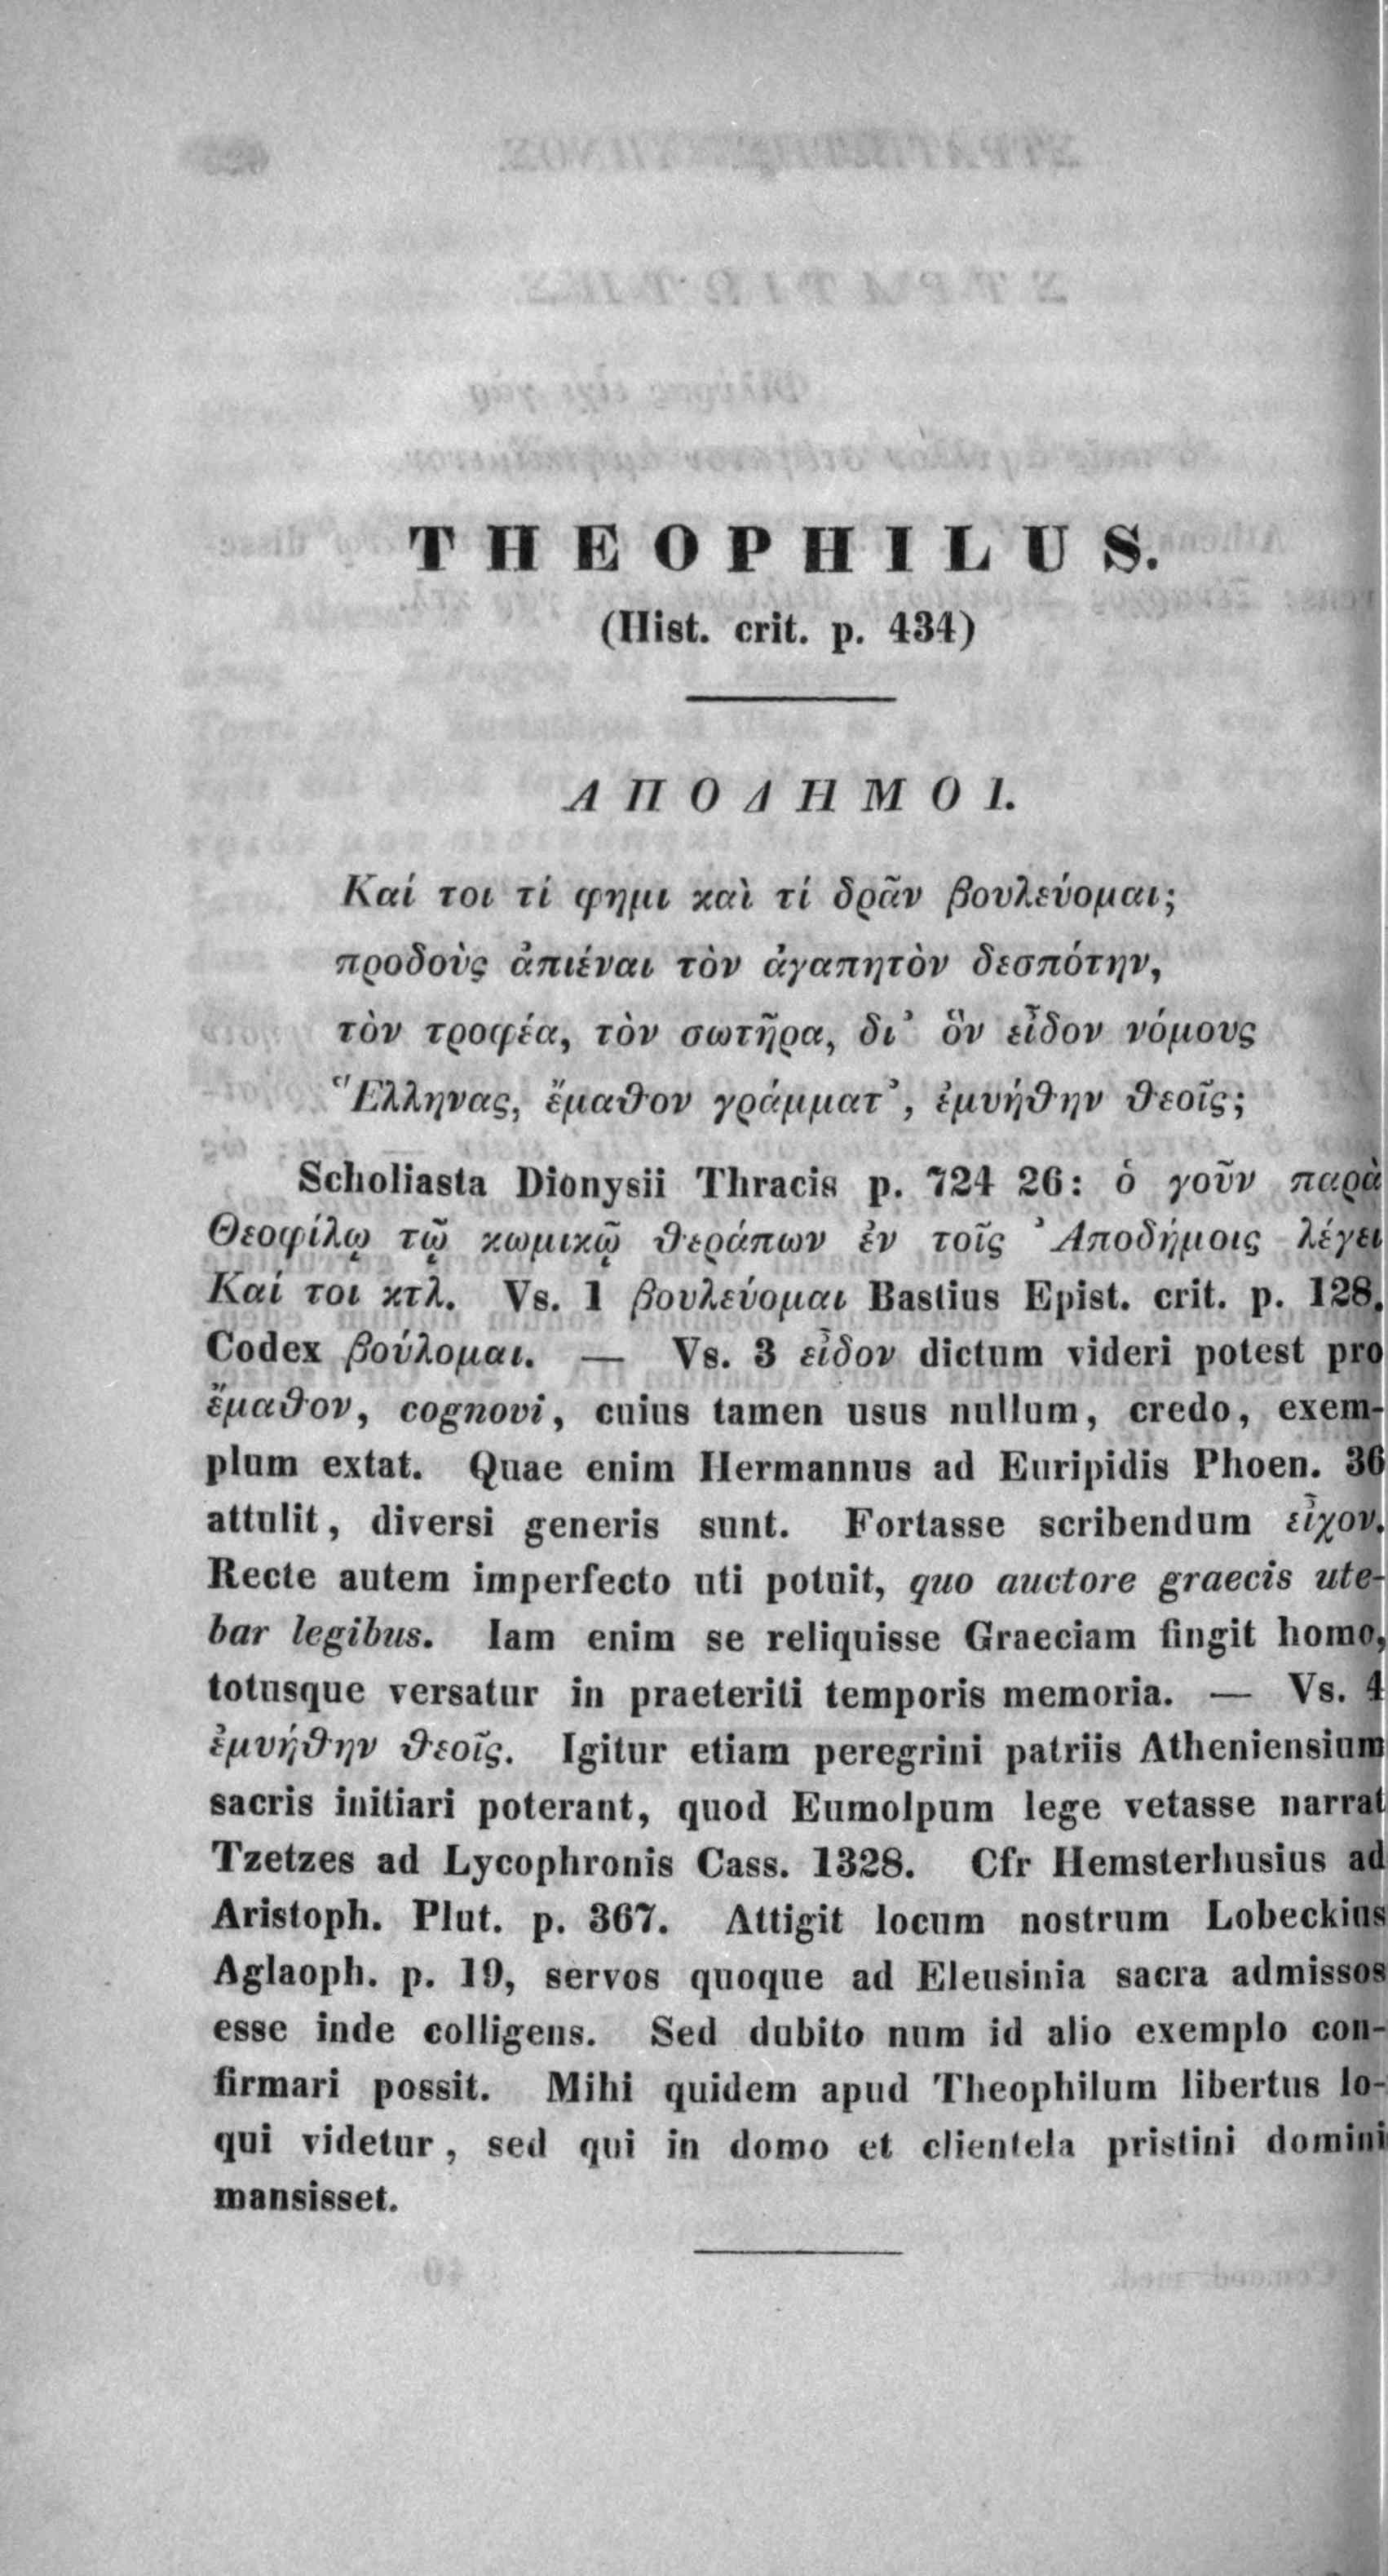 THEOPHILUS.
(Hist. crit. p. 434)
ΑΠΟΔΗΜΟΙ.
Καί τοι τί φημι καὶ τί δρᾶν βουλεύομαι;
προδοὺς ἀπιέναι τὸν ἀγαπητὸν δεσπότην,
τὸν τροφέα, τὸν σωτῆρα, δι’ ὃν εἶδον νόμους
Ἕλληνας, ἔμαθον γράμματ’, ἐμυήθην θεοῖς;
Scholiasta Dionysii Thracis p. 724 26: ὁ γοῦν παρὰ
Θεοφίλῳ τῷ κωμικῷ θεράπων ἐν τοῖς Ἀποδήμοις λέγει
Καί τοι κτλ. Vs. 1 βουλεύομαι Bastius Epist. crit. p. 128.
Codex βούλομαι. — Vs. 3 εἶδον dictum videri potest pro
ἔμαθον, cognovi, cuius tamen usus nullum, credo, exem-
plum extat. Quae enim Hermannus ad Euripidis Phoen. 36
attulit, diversi generis sunt. Fortasse scribendum εἶχον.
Recte autem imperfecto uti potuit, quo auctore graecis ute-
bar legibus. Iam enim se reliquisse Graeciam fingit homo,
totusque versatur in praeteriti temporis memoria. — Vs. 4
ἐμυήθην θεοῖς. Igitur etiam peregrini patriis Atheniensium
sacris initiari poterant, quod Eumolpum lege vetasse narrat
Tzetzes ad Lycophronis Cass. 1328. Cfr Hemsterhusius ad
Aristoph. Plut. p. 367. Attigit locum nostrum Lobeckius
Aglaoph. p. 19, servos quoque ad Eleusinia sacra admissos
esse inde colligens. Sed dubito num id alio exemplo con-
firmari possit. Mihi quidem apud Theophilum libertus lo-
qui videtur, sed qui in domo et clientela pristini domini
mansisset.